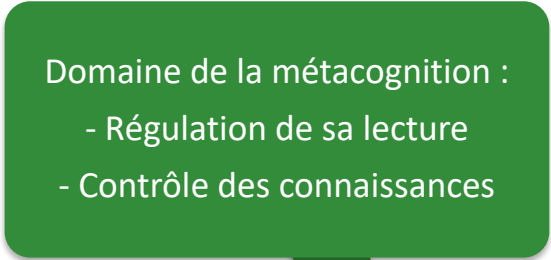 Domaine de la métacognition :
- Régulation de sa lecture
- Contrôle des connaissances